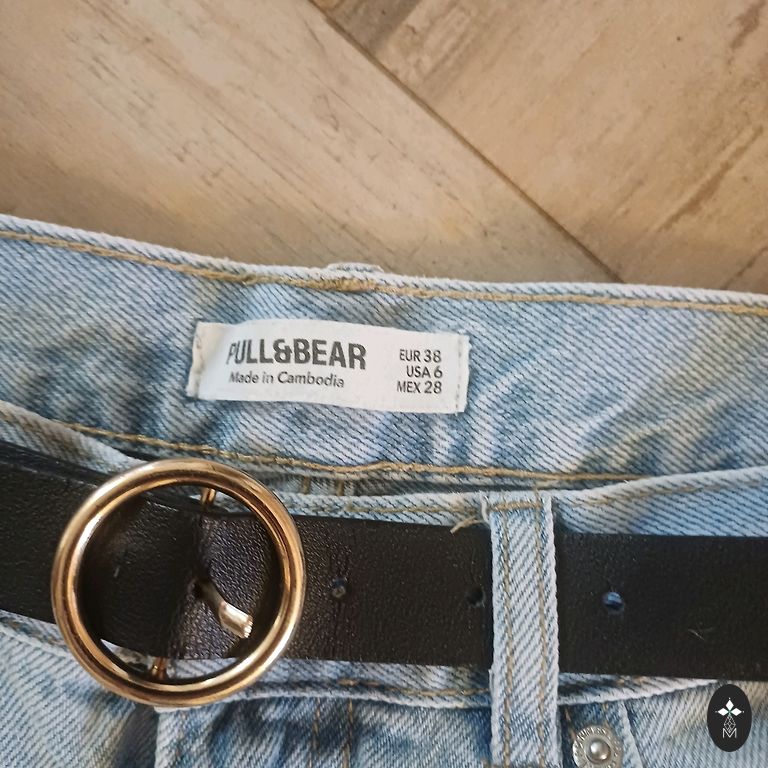 PULL&BEAR
Made in Cambodia
EUR 38
USA 6
MEX 28
M